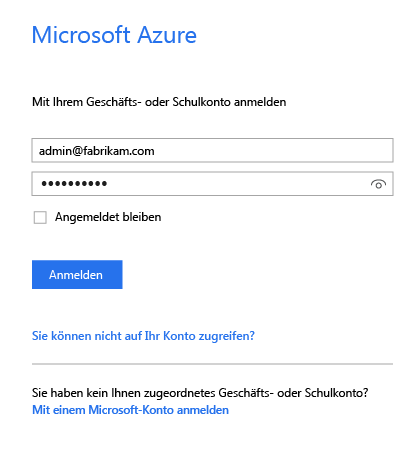 Microsoft Azure
Mit Ihrem Geschäfts- oder Schulkonto anmelden
admin@fabrikam.com
••••••••••
Angemeldet bleiben
Anmelden
Sie können nicht auf Ihr Konto zugreifen?
Sie haben kein Ihnen zugeordnetes Geschäfts- oder Schulkonto?
Mit einem Microsoft-Konto anmelden